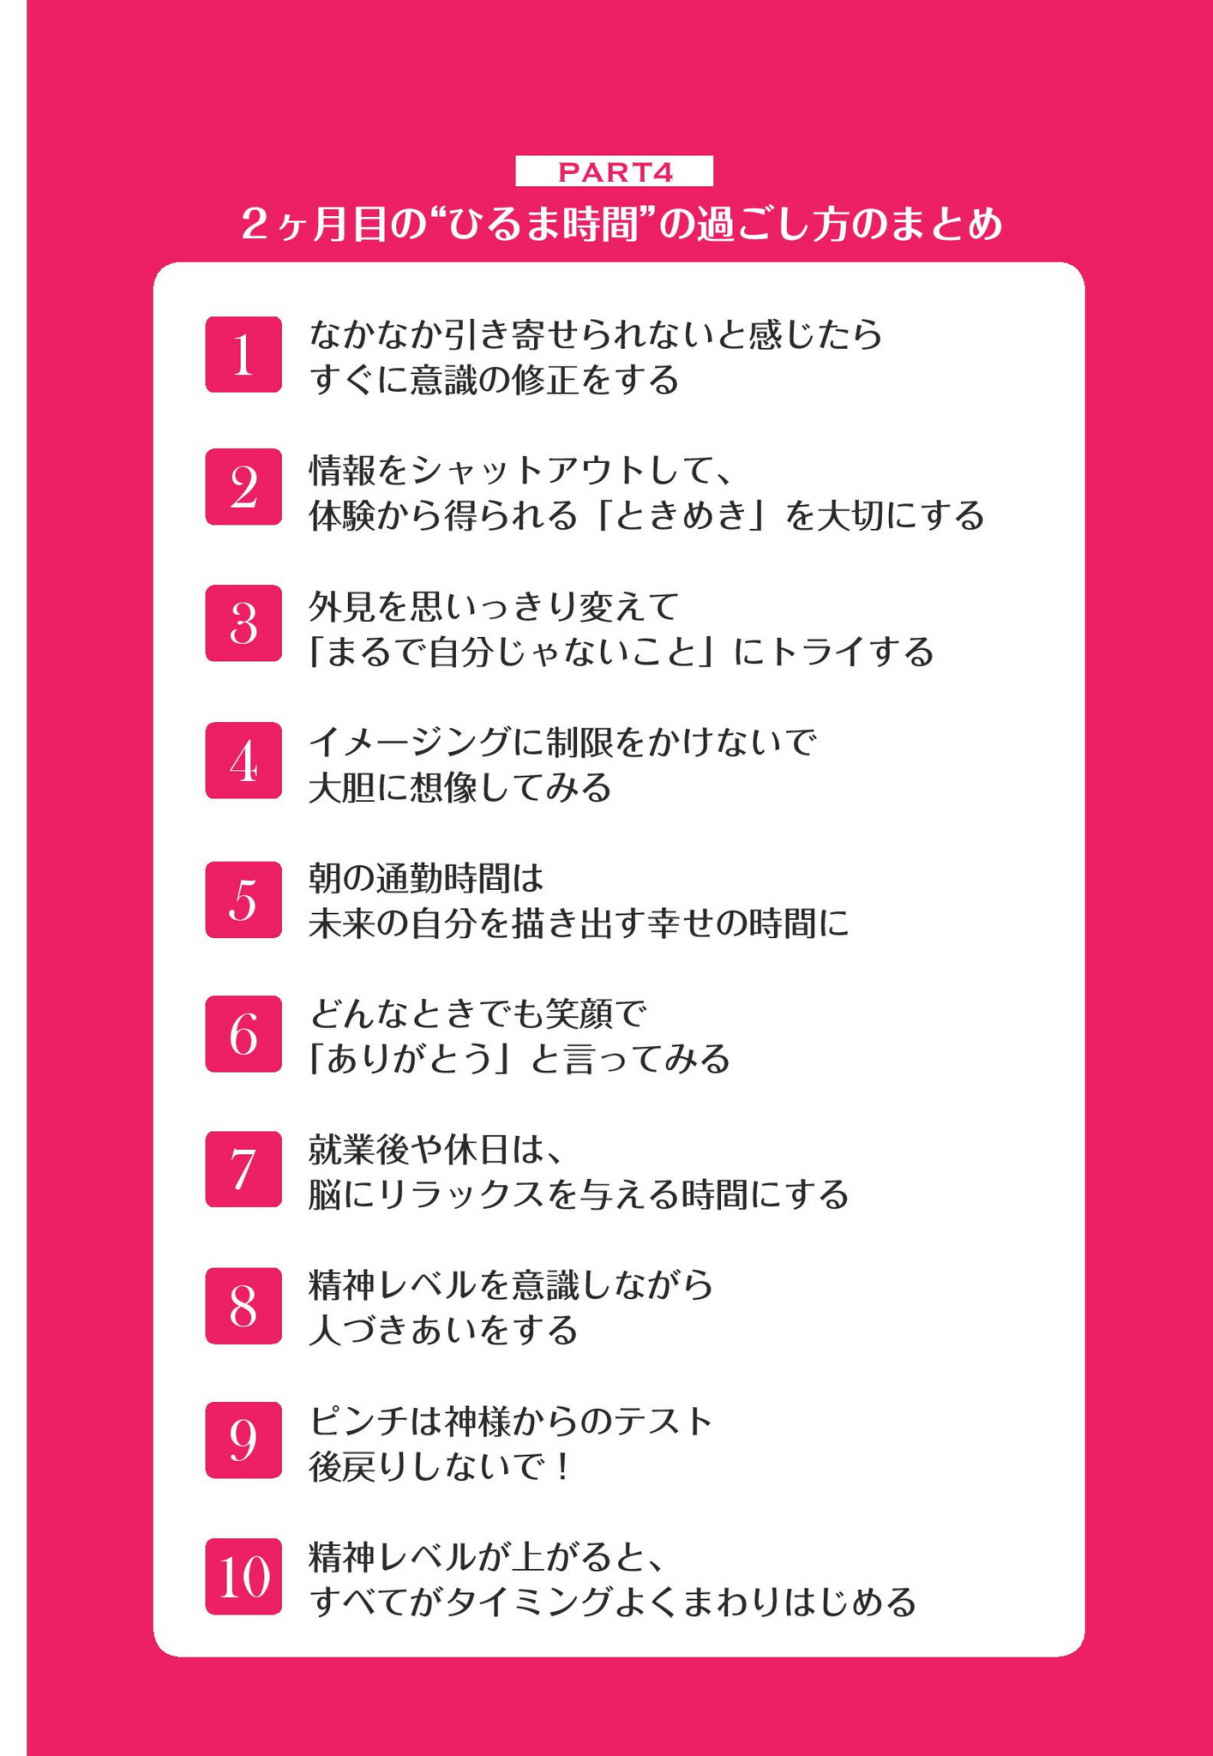 PART4
2ヶ月目の“ひるま時間”の過ごし方のまとめ
1
なかなか引き寄せられないと感じたら
すぐに意識の修正をする
2
情報をシャットアウトして、
体験から得られる「ときめき」を大切にする
3
外見を思いっきり変えて
「まるで自分じゃないこと」にトライする
4
イメージングに制限をかけないで
大胆に想像してみる
5
朝の通勤時間は
未来の自分を描き出す幸せの時間に
6
どんなときでも笑顔で
「ありがとう」と言ってみる
7
就業後や休日は、
脳にリラックスを与える時間にする
8
精神レベルを意識しながら
人づきあいをする
9
ピンチは神様からのテスト
後戻りしないで！
10
精神レベルが上がると、
すべてがタイミングよくまわりはじめる